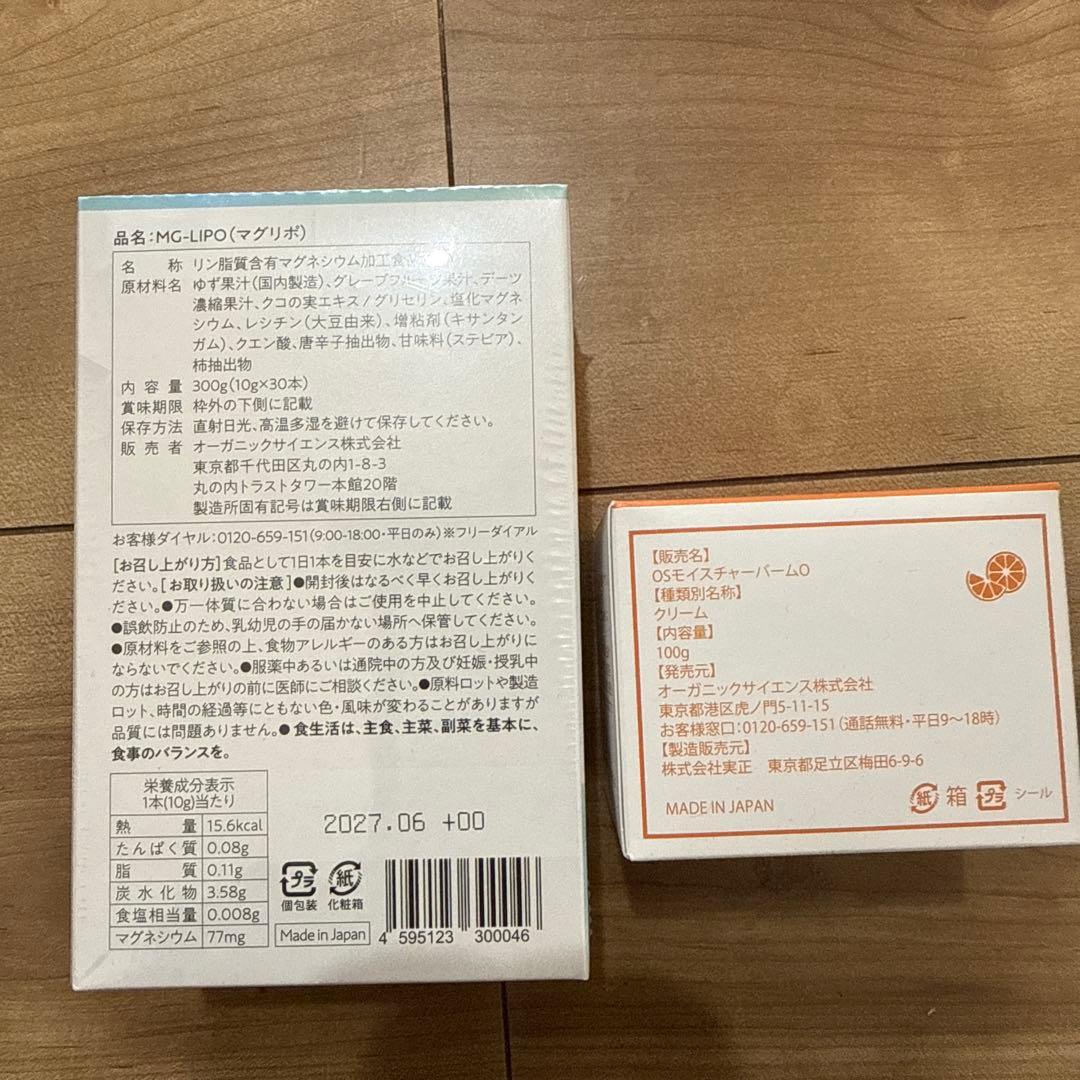 品名:MG-LIPO(マグリポ)
名 称 リン脂質含有マグネシウム加工食
原材料名 ゆず果汁(国内製造)、グレープフルーツ果汁、デーツ
濃縮果汁、クコの実エキス/グリセリン、塩化マグネ
シウム、レシチン(大豆由来)、増粘剤(キサンタン
ガム)、クエン酸、唐辛子抽出物、甘味料(ステビア)、
柿抽出物
内容量 300g(10g×30本)
賞味期限 枠外の下側に記載
保存方法 直射日光、高温多湿を避けて保存してください。
販売者 オーガニックサイエンス株式会社
東京都千代田区丸の内1-8-3
丸の内トラストタワー本館20階
製造所固有記号は賞味期限右側に記載
お客様ダイヤル:0120-659-151(9:00-18:00・平日のみ)※フリーダイアル
[お召し上がり方]食品として1日1本を目安に水などでお召し上がりく
ださい。[お取り扱いの注意]●開封後はなるべく早くお召し上がりく
ださい。●万一体質に合わない場合はご使用を中止してください。
●誤飲防止のため、乳幼児の手の届かない場所へ保管してください。
●原材料をご参照の上、食物アレルギーのある方はお召し上がりに
ならないでください。●服薬中あるいは通院中の方及び妊娠・授乳中
の方はお召し上がりの前に医師にご相談ください。●原料ロットや製造
ロット、時間の経過等にともない色・風味が変わることがありますが
品質には問題ありません。●食生活は、主食、主菜、副菜を基本に、
食事のバランスを。
栄養成分表示
1本(10g)当たり
熱量 15.6kcal
たんぱく質 0.08g
脂質 0.11g
炭水化物 3.58g
食塩相当量 0.008g
マグネシウム 77mg
2027.06 +00
プラ 紙
個包装 化粧箱
Made in Japan
4 595123 300046
【販売名】
OSモイスチャーバームO
【種類別名称】
クリーム
【内容量】
100g
【発売元】
オーガニックサイエンス株式会社
東京都港区虎ノ門5-11-15
お客様窓口:0120-659-151(通話無料・平日9～18時)
【製造販売元】
株式会社実正 東京都足立区梅田6-9-6
MADE IN JAPAN
紙 箱 プラ シール